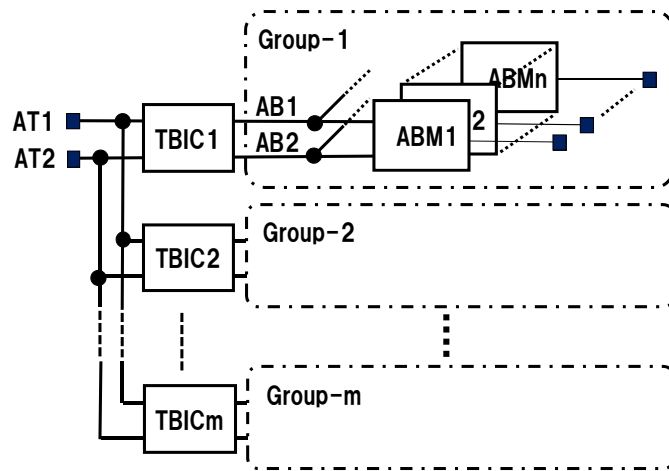 Group-1
ABMn
AT1
AB1
2
TBIC1
ABM1
AB2
AT2
Group-2
TBIC2
Group-m
TBICm